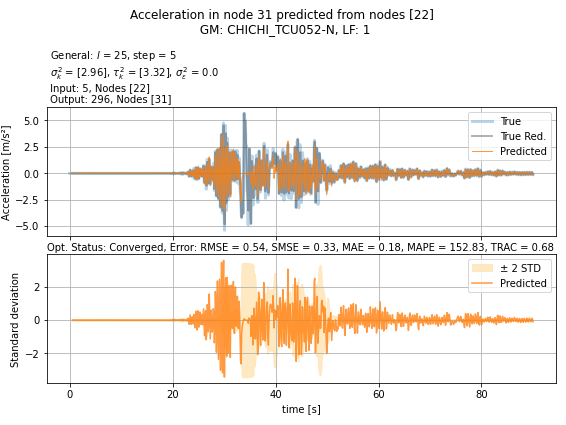 Acceleration in node 31 predicted from nodes [22]
GM: CHICHI_TCU052-N, LF: 1
General: l = 25, step = 5
σ²ₖ = [2.96], τ²ₖ = [3.32], σ²ε = 0.0
Input: 5, Nodes [22]
Output: 296, Nodes [31]
Acceleration [m/s²]
5.0
2.5
0.0
−2.5
−5.0
True
True Red.
Predicted
Opt. Status: Converged, Error: RMSE = 0.54, SMSE = 0.33, MAE = 0.18, MAPE = 152.83, TRAC = 0.68
Standard deviation
2
0
−2
± 2 STD
Predicted
0 20 40 60 80
time [s]